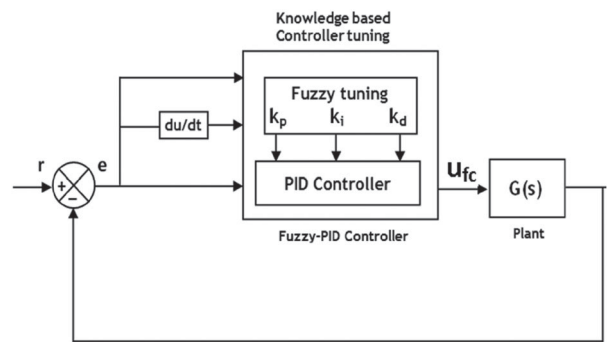 Knowledge based
Controller tuning
Fuzzy tuning
kp ki kd
du/dt
r e
+
−
PID Controller
ufc
G(s)
Plant
Fuzzy-PID Controller